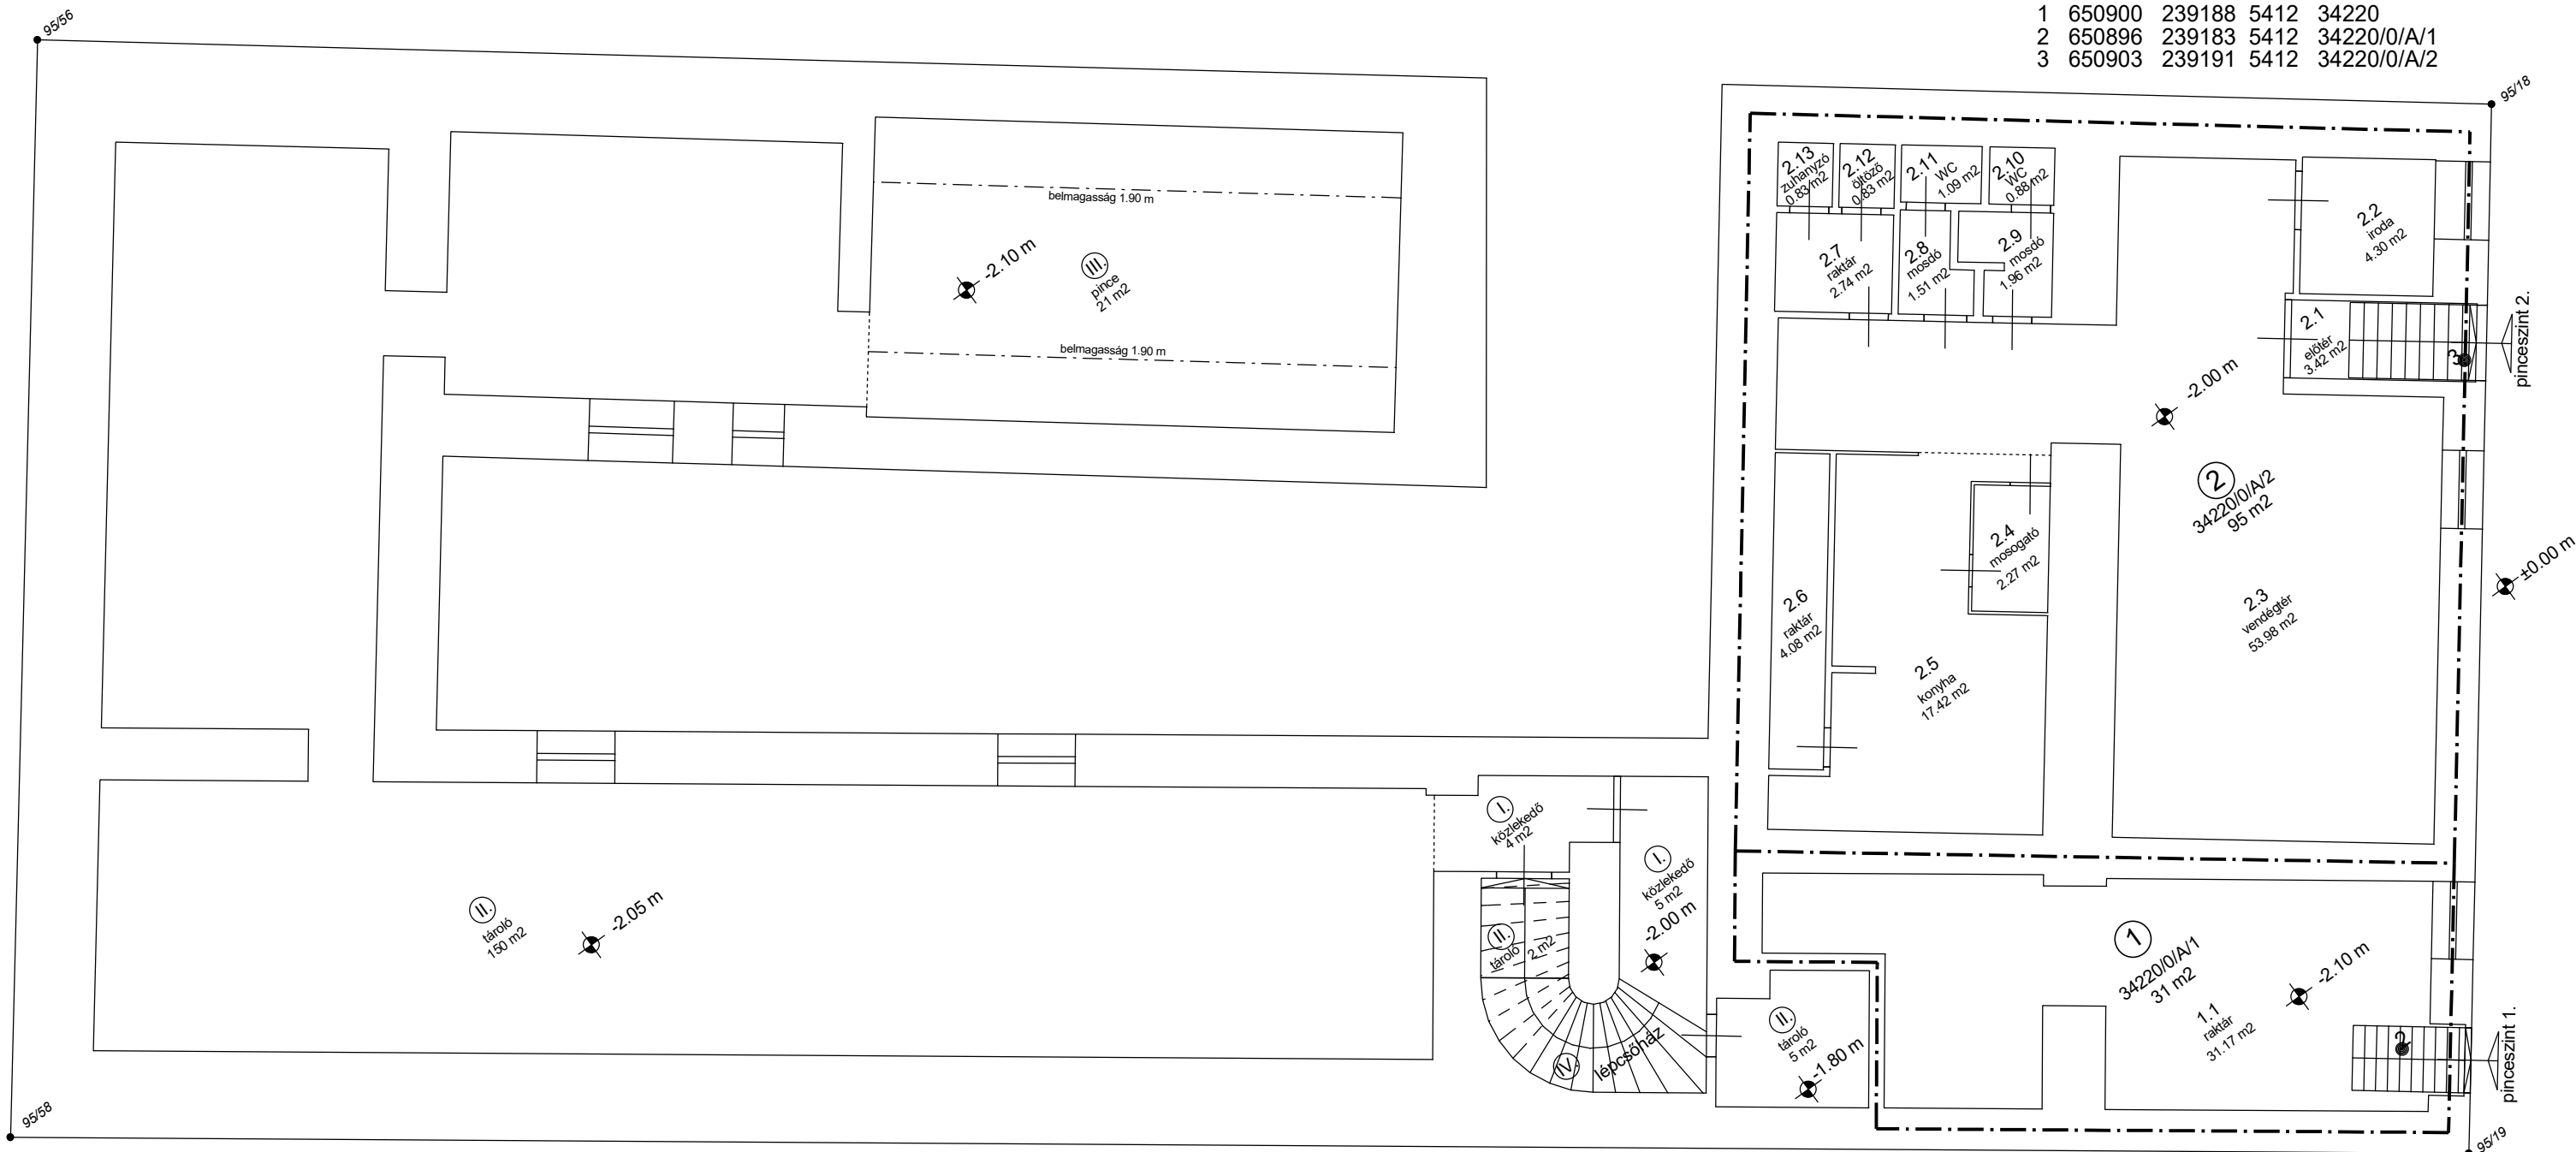 1 650900 239188 5412 34220
2 650896 239183 5412 34220/0/A/1
3 650903 239191 5412 34220/0/A/2
95/56
95/18
belmagasság 1.90 m
-2.10 m
III.
pince
21 m2
belmagasság 1.90 m
2.13
zuhanyzó
0.83 m2
2.12
öltöző
0.83 m2
2.11
WC
1.09 m2
2.10
WC
0.88 m2
2.2
iroda
4.30 m2
2.7
raktár
2.74 m2
2.8
mosdó
1.51 m2
2.9
mosdó
1.96 m2
2.1
előtér
3.42 m2
3
pinceszint 2.
-2.00 m
2
34220/0/A/2
95 m2
2.4
mosogató
2.27 m2
±0.00 m
2.6
raktár
4.08 m2
2.3
vendégtér
53.98 m2
2.5
konyha
17.42 m2
I.
közlekedő
4 m2
I.
közlekedő
5 m2
-2.00 m
II.
tároló
150 m2
-2.05 m
II.
tároló 2 m2
1
34220/0/A/1
31 m2
-2.10 m
1.1
raktár
31.17 m2
2
pinceszint 1.
II.
tároló
5 m2
-1.80 m
IV.
lépcsőház
95/58
95/19